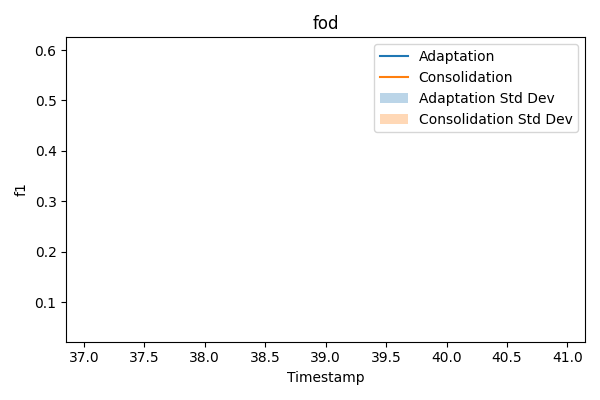 fod
0.6
0.5
0.4
0.3
0.2
0.1
f1
Adaptation
Consolidation
Adaptation Std Dev
Consolidation Std Dev
37.0 37.5 38.0 38.5 39.0 39.5 40.0 40.5 41.0
Timestamp